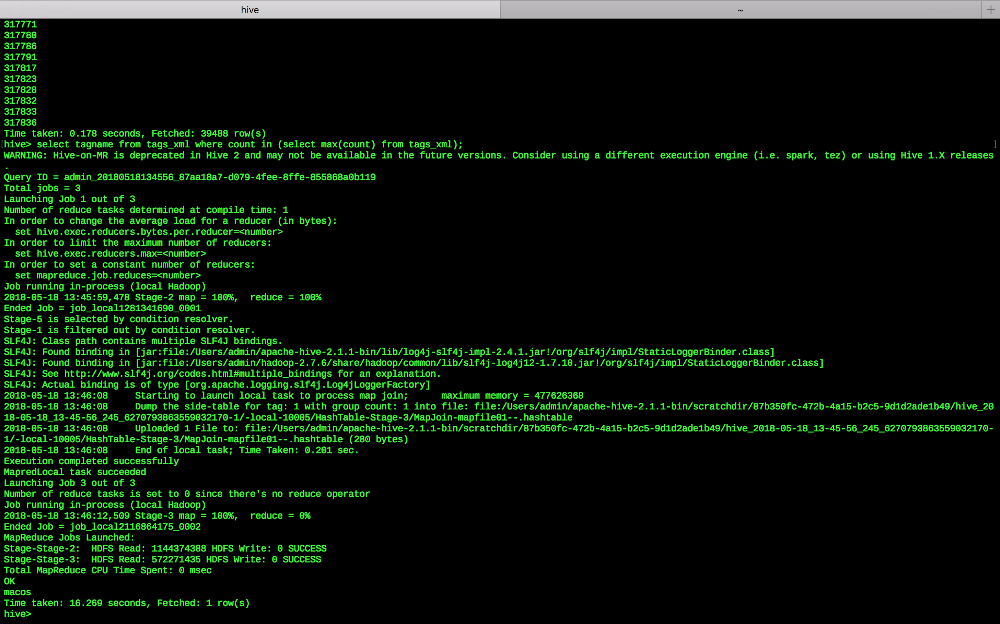 hive ~ +
317771
317780
317786
317791
317817
317823
317828
317832
317833
317836
Time taken: 0.178 seconds, Fetched: 39488 row(s)
[hive> select tagname from tags_xml where count in (select max(count) from tags_xml); ]
WARNING: Hive-on-MR is deprecated in Hive 2 and may not be available in the future versions. Consider using a different execution engine (i.e. spark, tez) or using Hive 1.X releases
.
Query ID = admin_20180518134556_87aa18a7-d079-4fee-8ffe-855868a0b119
Total jobs = 3
Launching Job 1 out of 3
Number of reduce tasks determined at compile time: 1
In order to change the average load for a reducer (in bytes):
  set hive.exec.reducers.bytes.per.reducer=<number>
In order to limit the maximum number of reducers:
  set hive.exec.reducers.max=<number>
In order to set a constant number of reducers:
  set mapreduce.job.reduces=<number>
Job running in-process (local Hadoop)
2018-05-18 13:45:59,478 Stage-2 map = 100%,  reduce = 100%
Ended Job = job_local1281341690_0001
Stage-5 is selected by condition resolver.
Stage-1 is filtered out by condition resolver.
SLF4J: Class path contains multiple SLF4J bindings.
SLF4J: Found binding in [jar:file:/Users/admin/apache-hive-2.1.1-bin/lib/log4j-slf4j-impl-2.4.1.jar!/org/slf4j/impl/StaticLoggerBinder.class]
SLF4J: Found binding in [jar:file:/Users/admin/hadoop-2.7.6/share/hadoop/common/lib/slf4j-log4j12-1.7.10.jar!/org/slf4j/impl/StaticLoggerBinder.class]
SLF4J: See http://www.slf4j.org/codes.html#multiple_bindings for an explanation.
SLF4J: Actual binding is of type [org.apache.logging.slf4j.Log4jLoggerFactory]
2018-05-18 13:46:08     Starting to launch local task to process map join;      maximum memory = 477626368
2018-05-18 13:46:08     Dump the side-table for tag: 1 with group count: 1 into file: file:/Users/admin/apache-hive-2.1.1-bin/scratchdir/87b350fc-472b-4a15-b2c5-9d1d2ade1b49/hive_20
18-05-18_13-45-56_245_6270793863559032170-1/-local-10005/HashTable-Stage-3/MapJoin-mapfile01--.hashtable
2018-05-18 13:46:08     Uploaded 1 File to: file:/Users/admin/apache-hive-2.1.1-bin/scratchdir/87b350fc-472b-4a15-b2c5-9d1d2ade1b49/hive_2018-05-18_13-45-56_245_6270793863559032170-
1/-local-10005/HashTable-Stage-3/MapJoin-mapfile01--.hashtable (280 bytes)
2018-05-18 13:46:08     End of local task; Time Taken: 0.201 sec.
Execution completed successfully
MapredLocal task succeeded
Launching Job 3 out of 3
Number of reduce tasks is set to 0 since there's no reduce operator
Job running in-process (local Hadoop)
2018-05-18 13:46:12,509 Stage-3 map = 100%,  reduce = 0%
Ended Job = job_local2116864175_0002
MapReduce Jobs Launched:
Stage-Stage-2:  HDFS Read: 1144374388 HDFS Write: 0 SUCCESS
Stage-Stage-3:  HDFS Read: 572271435 HDFS Write: 0 SUCCESS
Total MapReduce CPU Time Spent: 0 msec
OK
macos
Time taken: 16.269 seconds, Fetched: 1 row(s)
hive>